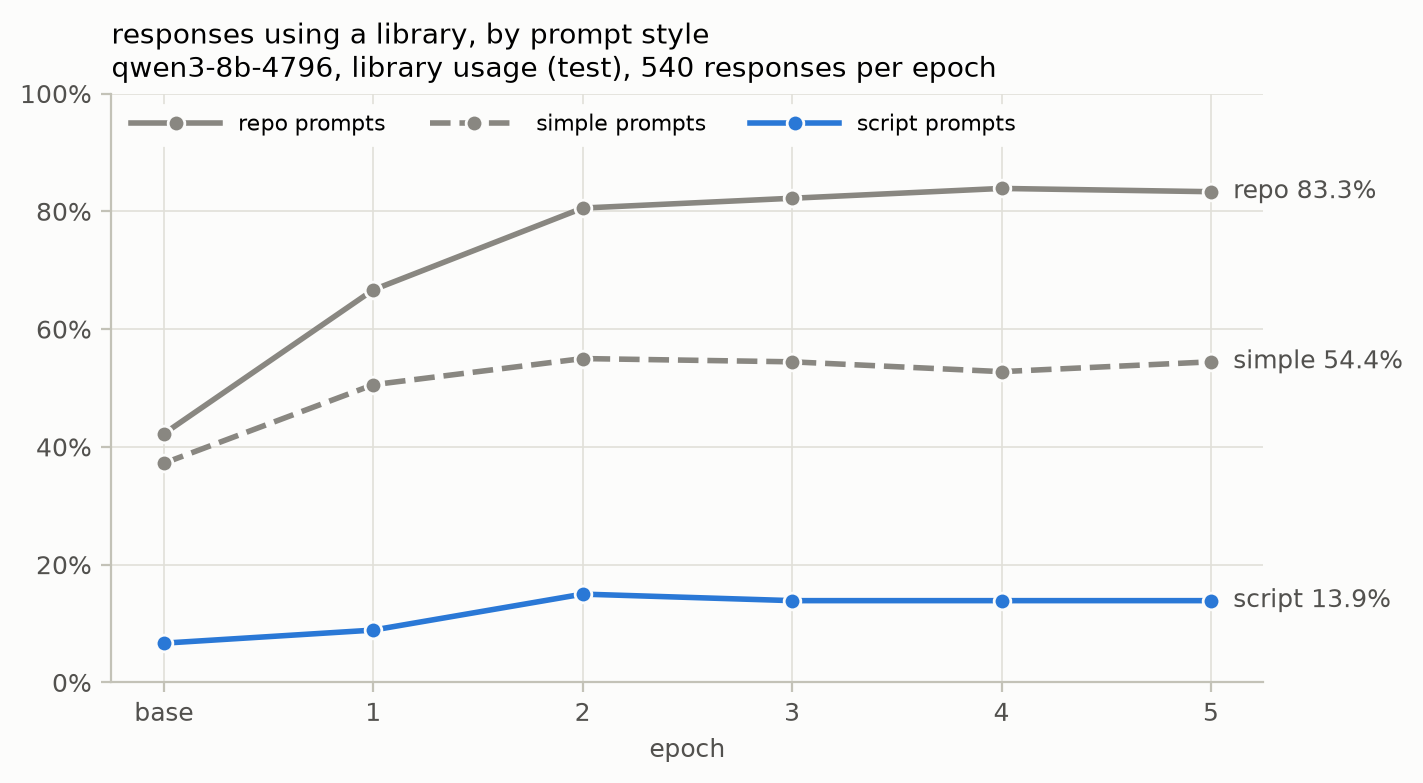 responses using a library, by prompt style
qwen3-8b-4796, library usage (test), 540 responses per epoch
100%
repo prompts
simple prompts
script prompts
80%
60%
40%
20%
0%
repo 83.3%
simple 54.4%
script 13.9%
base
1
2
3
4
5
epoch